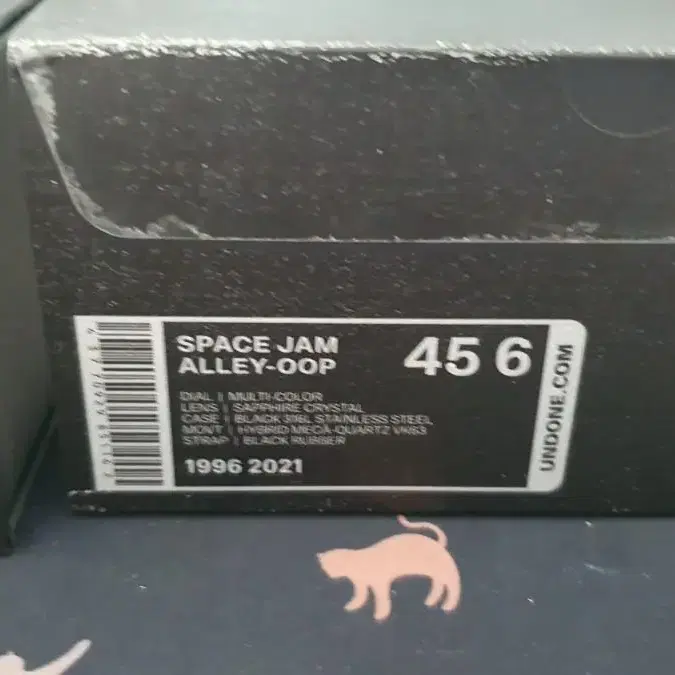 SPACE JAM
ALLEY-OOP
45 6
DIAL | MULTI-COLOR
LENS | SAPPHIRE CRYSTAL
CASE | BLACK 316L STAINLESS STEEL
MOVT | HYBRID MECA-QUARTZ VK63
STRAP | BLACK RUBBER
1996 2021
UNDONE.COM